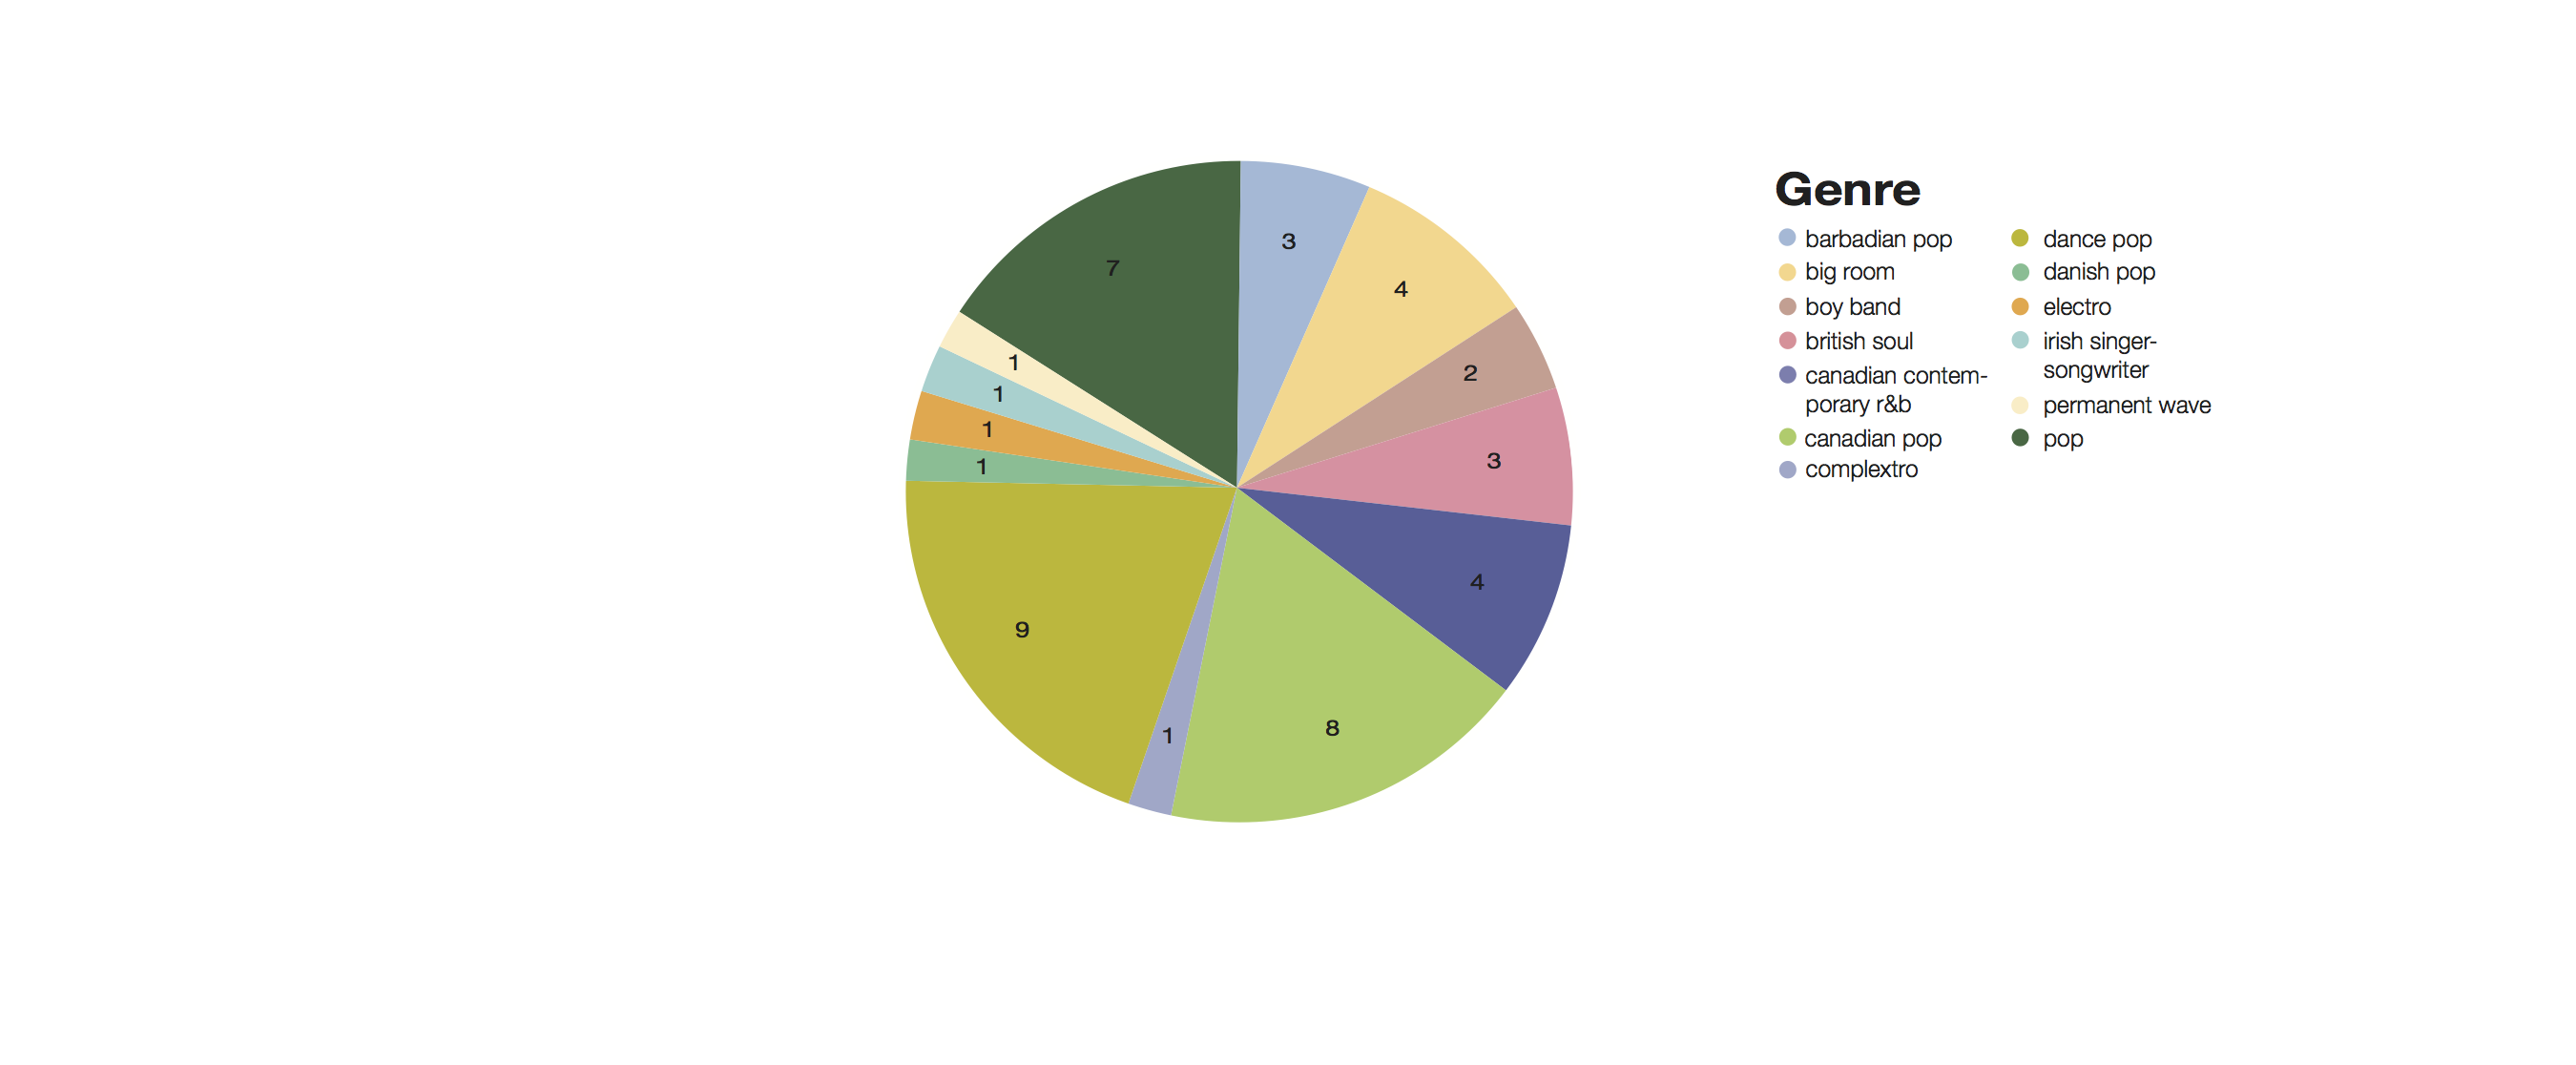 7
3
4
2
3
4
8
1
9
1
1
1
1
Genre
barbadian pop
big room
boy band
british soul
canadian contem-
porary r&b
canadian pop
complextro
dance pop
danish pop
electro
irish singer-
songwriter
permanent wave
pop